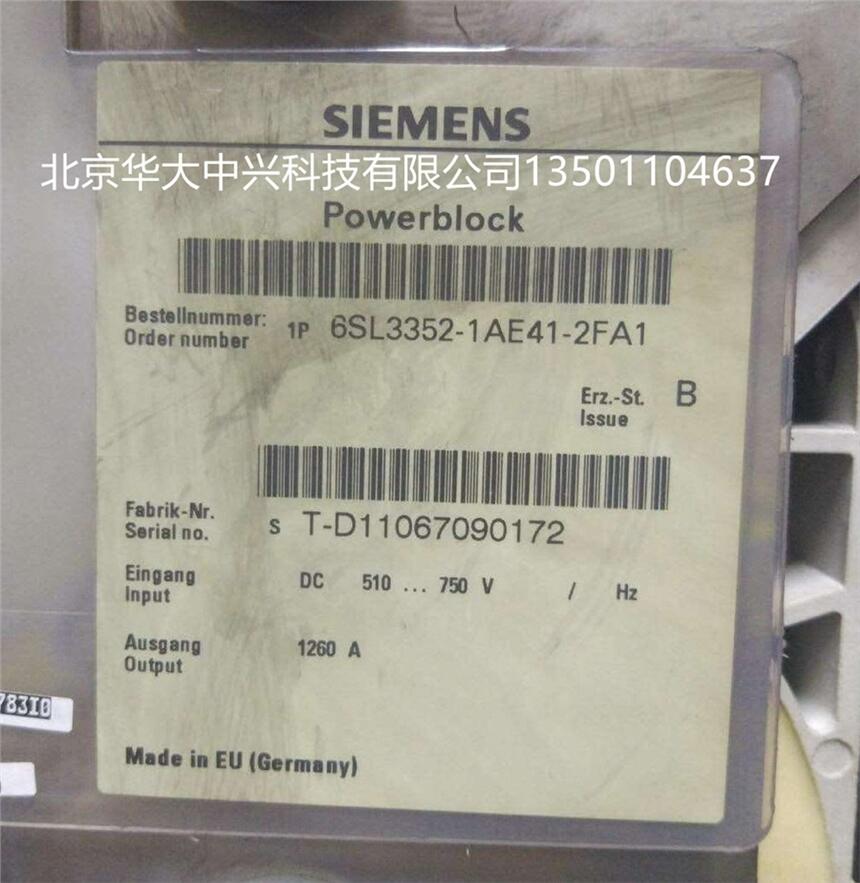 SIEMENS
北京华大中兴科技有限公司13501104637
Powerblock
Bestellnummer:
Order number 1P 6SL3352-1AE41-2FA1
Erz.-St. B
Issue
Fabrik-Nr.
Serial no. S T-D11067090172
Eingang DC 510 ... 750 V / Hz
Input
Ausgang 1260 A
Output
783I0
Made in EU (Germany)